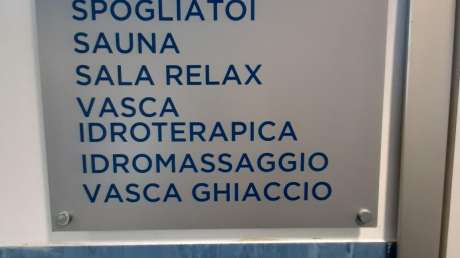 SPOGLIATOI
SAUNA
SALA RELAX
VASCA
IDROTERAPICA
IDROMASSAGGIO
VASCA GHIACCIO